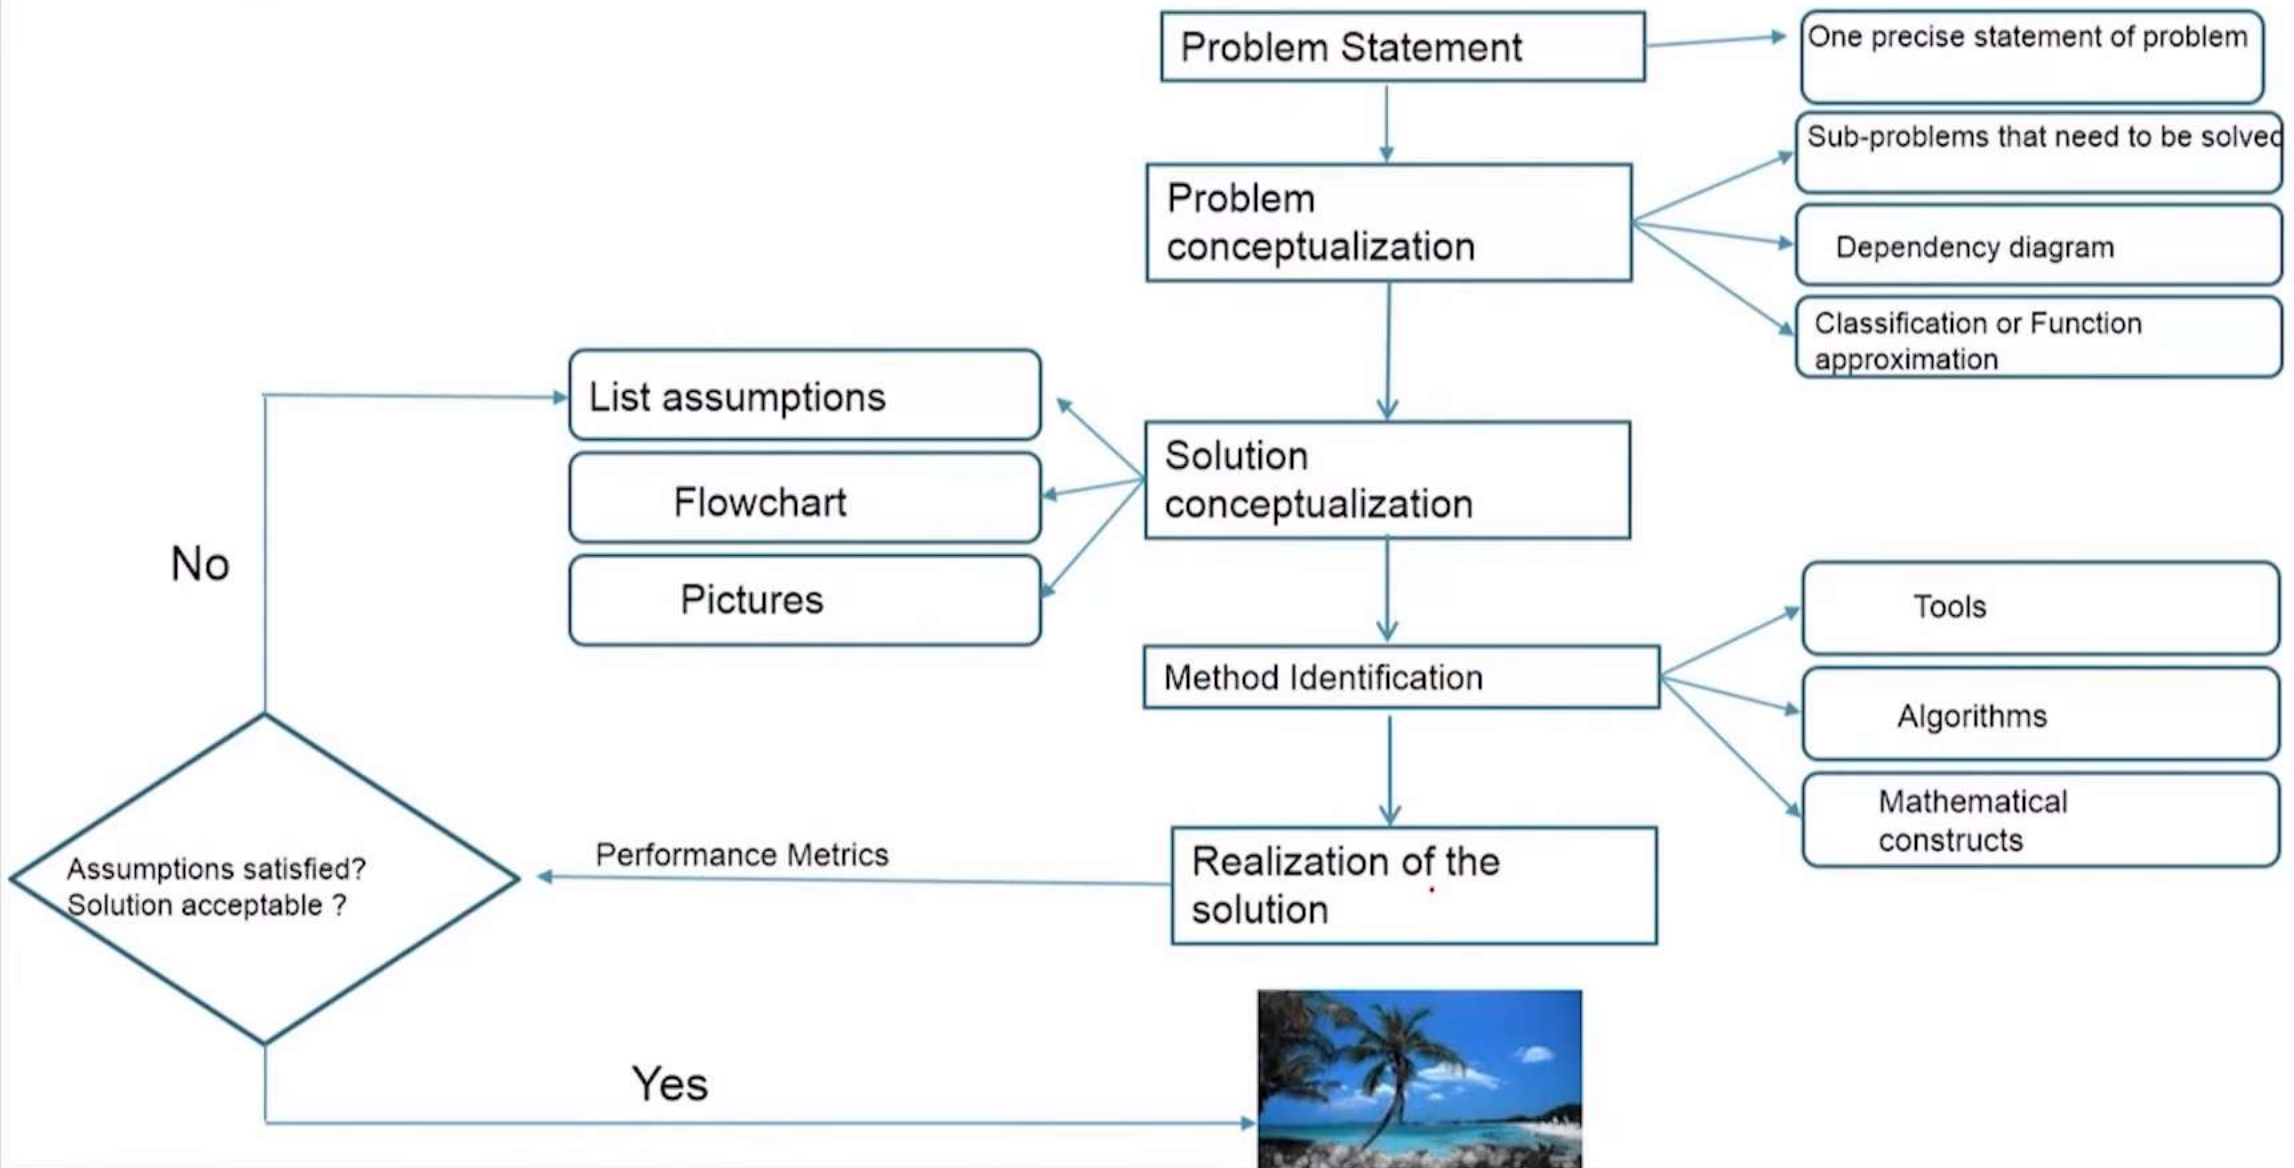 Problem Statement
One precise statement of problem
Problem
conceptualization
Sub-problems that need to be solved
Dependency diagram
Classification or Function
approximation
List assumptions
Flowchart
Pictures
Solution
conceptualization
No
Method Identification
Tools
Algorithms
Mathematical
constructs
Assumptions satisfied?
Solution acceptable ?
Performance Metrics
Realization of the
solution
Yes